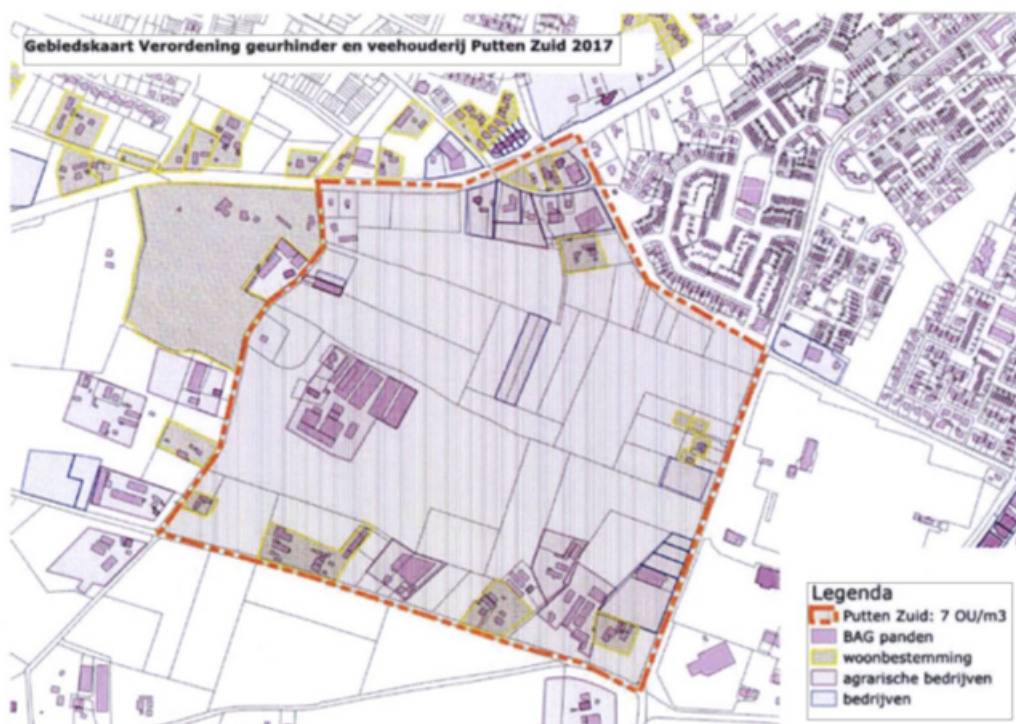 Gebiedskaart Verordening geurhinder en veehouderij Putten Zuid 2017
Legenda
Putten Zuid: 7 OU/m3
BAG panden
woonbestemming
agrarische bedrijven
bedrijven